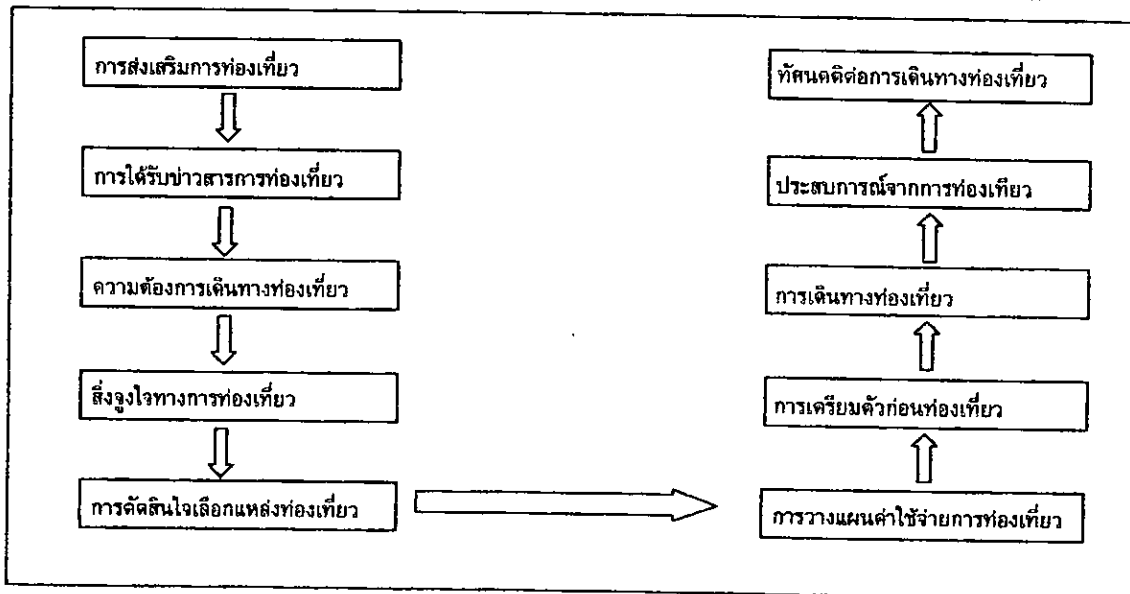 การส่งเสริมการท่องเที่ยว
การได้รับข่าวสารการท่องเที่ยว
ความต้องการเดินทางท่องเที่ยว
สิ่งจูงใจทางการท่องเที่ยว
การตัดสินใจเลือกแหล่งท่องเที่ยว
การวางแผนค่าใช้จ่ายการท่องเที่ยว
การเตรียมตัวก่อนท่องเที่ยว
การเดินทางท่องเที่ยว
ประสบการณ์จากการท่องเที่ยว
ทัศนคติต่อการเดินทางท่องเที่ยว